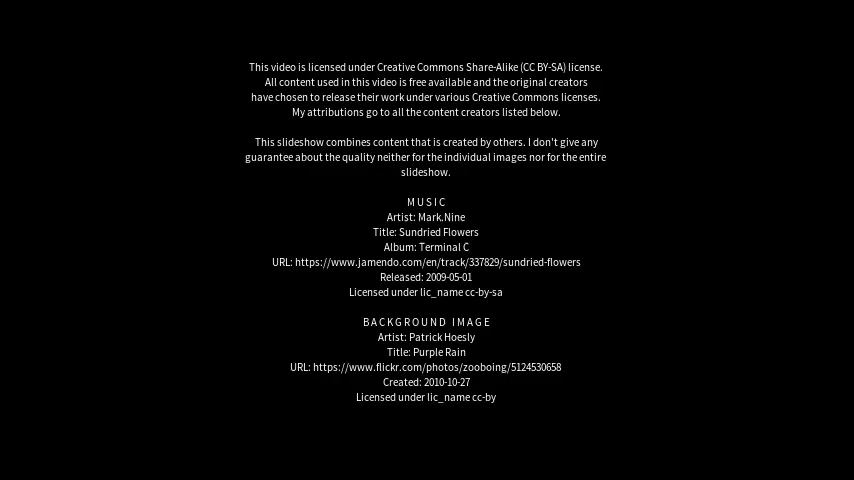 This video is licensed under Creative Commons Share-Alike (CC BY-SA) license.
All content used in this video is free available and the original creators
have chosen to release their work under various Creative Commons licenses.
My attributions go to all the content creators listed below.
This slideshow combines content that is created by others. I don't give any
guarantee about the quality neither for the individual images nor for the entire
slideshow.
M U S I C
Artist: Mark.Nine
Title: Sundried Flowers
Album: Terminal C
URL: https://www.jamendo.com/en/track/337829/sundried-flowers
Released: 2009-05-01
Licensed under lic_name cc-by-sa
B A C K G R O U N D  I M A G E
Artist: Patrick Hoesly
Title: Purple Rain
URL: https://www.flickr.com/photos/zooboing/5124530658
Created: 2010-10-27
Licensed under lic_name cc-by